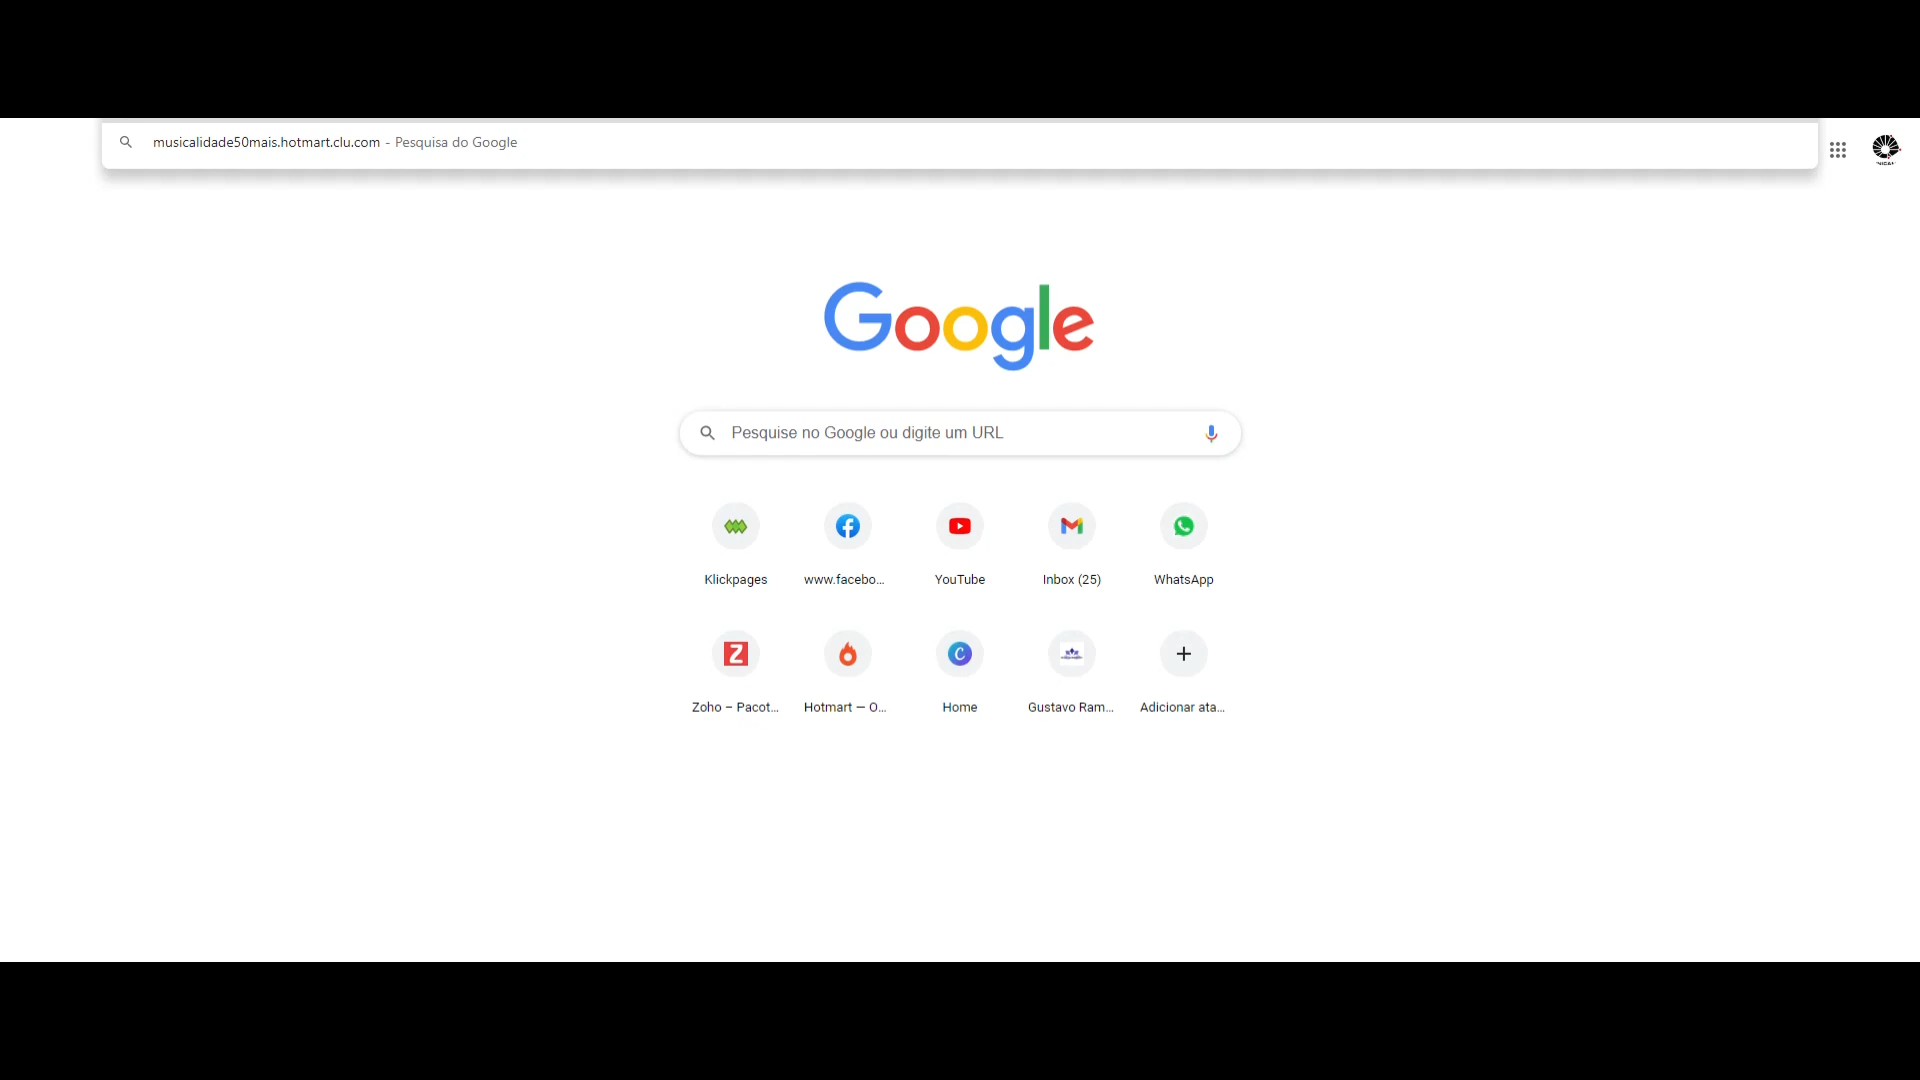 musicalidade50mais.hotmart.clu.com - Pesquisa do Google
Google
Pesquise no Google ou digite um URL
Klickpages
www.facebo...
YouTube
Inbox (25)
WhatsApp
Zoho – Pacot...
Hotmart — O...
Home
Gustavo Ram...
Adicionar ata...